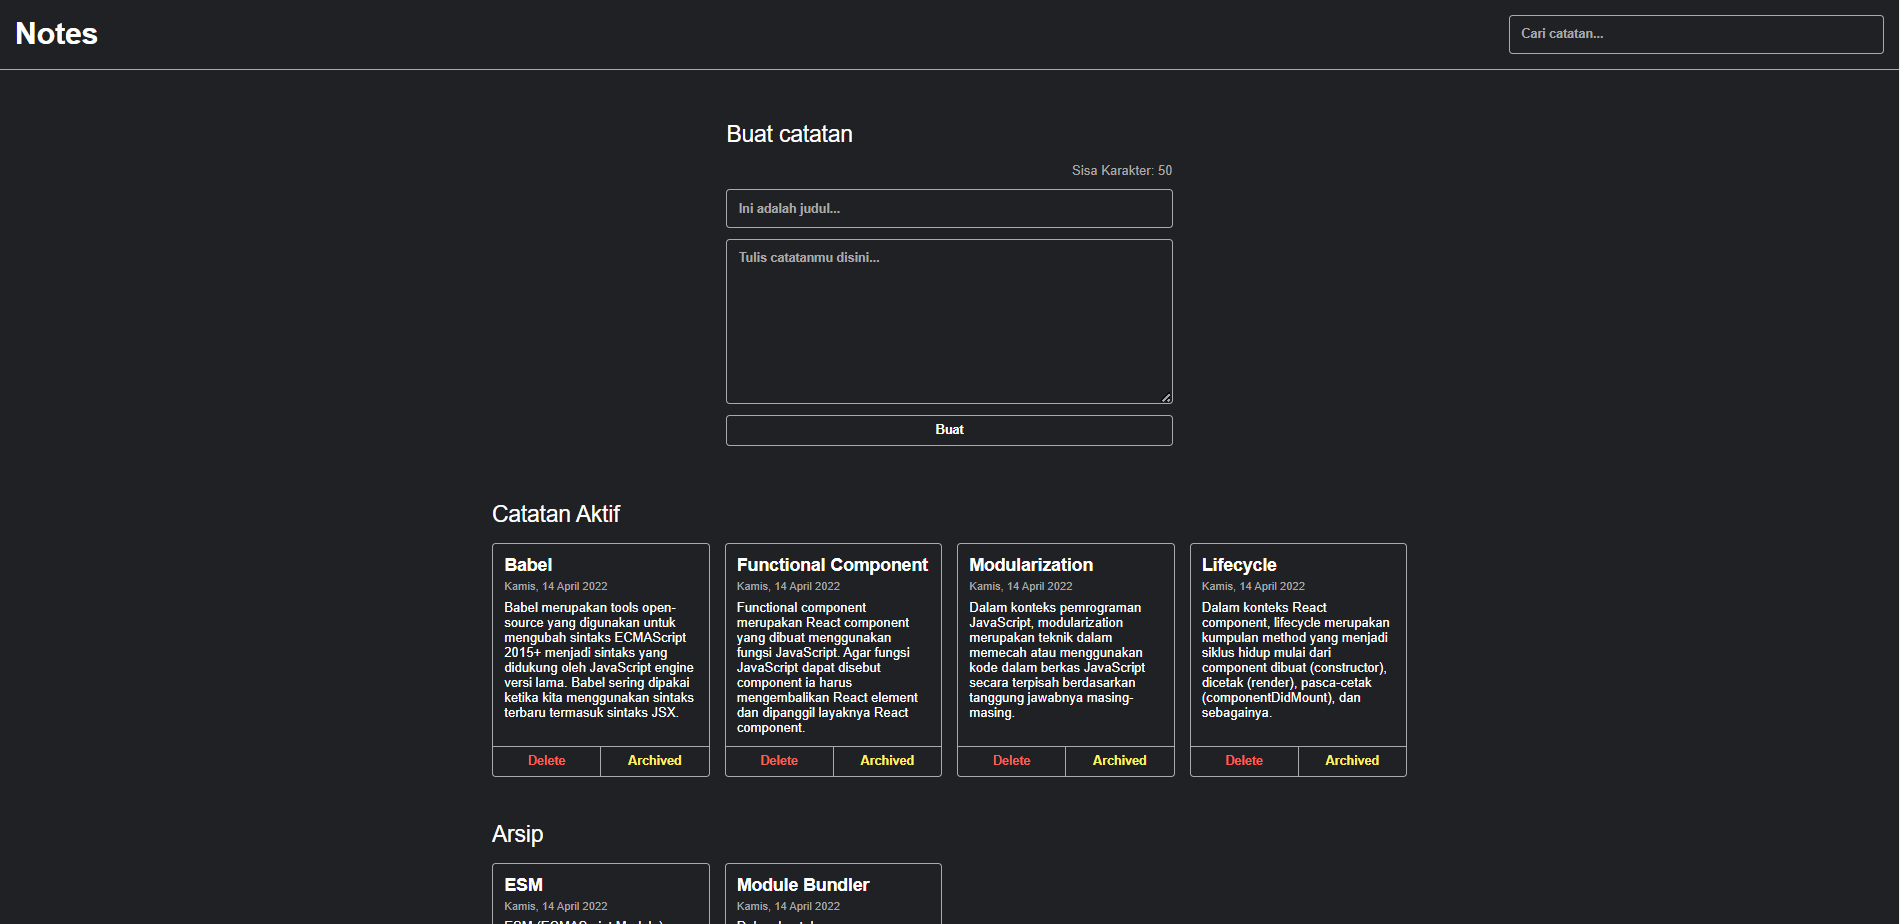 Notes
Cari catatan...
Buat catatan
Sisa Karakter: 50
Ini adalah judul...
Tulis catatanmu disini...
Buat
Catatan Aktif
Babel
Kamis, 14 April 2022
Babel merupakan tools open-
source yang digunakan untuk
mengubah sintaks ECMAScript
2015+ menjadi sintaks yang
didukung oleh JavaScript engine
versi lama. Babel sering dipakai
ketika kita menggunakan sintaks
terbaru termasuk sintaks JSX.
Delete
Archived
Functional Component
Kamis, 14 April 2022
Functional component
merupakan React component
yang dibuat menggunakan
fungsi JavaScript. Agar fungsi
JavaScript dapat disebut
component ia harus
mengembalikan React element
dan dipanggil layaknya React
component.
Delete
Archived
Modularization
Kamis, 14 April 2022
Dalam konteks pemrograman
JavaScript, modularization
merupakan teknik dalam
memecah atau menggunakan
kode dalam berkas JavaScript
secara terpisah berdasarkan
tanggung jawabnya masing-
masing.
Delete
Archived
Lifecycle
Kamis, 14 April 2022
Dalam konteks React
component, lifecycle merupakan
kumpulan method yang menjadi
siklus hidup mulai dari
component dibuat (constructor),
dicetak (render), pasca-cetak
(componentDidMount), dan
sebagainya.
Delete
Archived
Arsip
ESM
Kamis, 14 April 2022
Module Bundler
Kamis, 14 April 2022